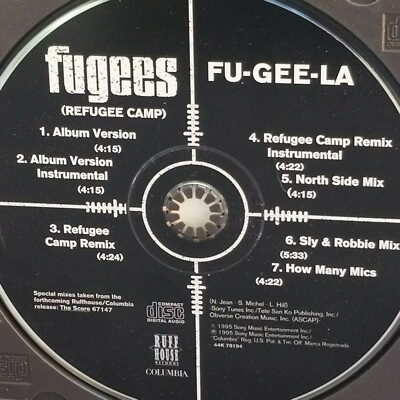 fugees
(REFUGEE CAMP)
FU-GEE-LA
1. Album Version
(4:15)
2. Album Version
Instrumental
(4:15)
3. Refugee
Camp Remix
(4:24)
4. Refugee Camp Remix
Instrumental
(4:22)
5. North Side Mix
(4:15)
6. Sly & Robbie Mix
(5:33)
7. How Many Mics
(4:22)
Special mixes taken from the
forthcoming Ruffhouse/Columbia
release: The Score 67147
COMPACT
disc
DIGITAL AUDIO
RUFF
HOUSE
RECORDS
COLUMBIA
(N. Jean - S. Michel - L. Hill)
Sony Tunes Inc./Tete San Ko Publishing, Inc./
Obverse Creation Music, Inc. (ASCAP)
© 1995 Sony Music Entertainment Inc./
℗ 1995 Sony Music Entertainment Inc./
"Columbia" Reg. U.S. Pat. & Tm. Off. Marca Registrada.
44K 78194